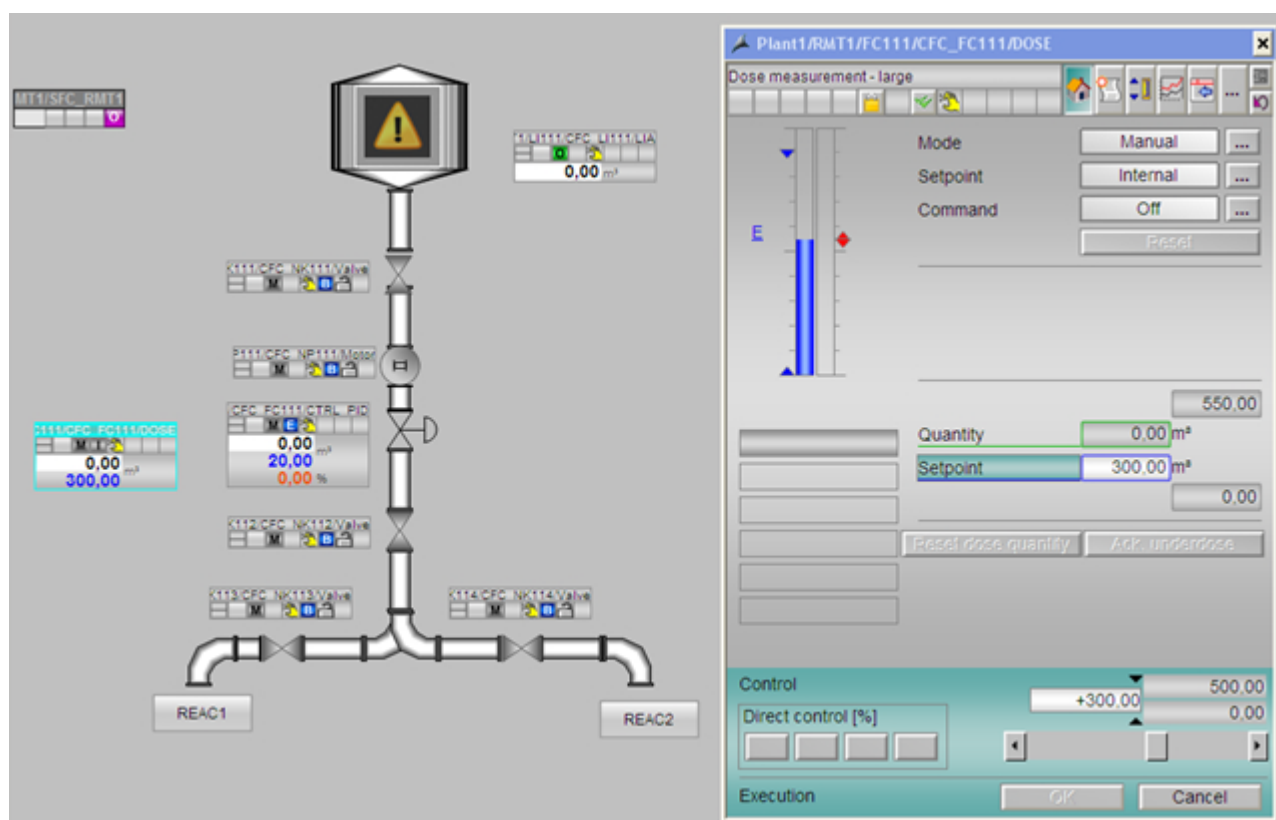 MT1/SFC_RMT1
1/LI111/CFC_LI111/LIA
0,00 m³
K111/CFC_NK111/Valve
M B
P111/CFC_NP111/Motor
M B
CFC_FC111/CTRL_PID
M E
0,00 m³
20,00
0,00 %
C111/CFC_FC111/DOSE
M I
0,00 m³
300,00
K112/CFC_NK112/Valve
M B
K113/CFC_NK113/Valve
M B
K114/CFC_NK114/Valve
M B
REAC1
REAC2
Plant1/RMT1/FC111/CFC_FC111/DOSE
Dose measurement - large
...
Mode Manual ...
Setpoint Internal ...
Command Off ...
Reset
E
550,00
Quantity 0,00 m³
Setpoint 300,00 m³
0,00
Reset dose quantity Ack. underdose
Control
500,00
+300,00
0,00
Direct control [%]
Execution OK Cancel